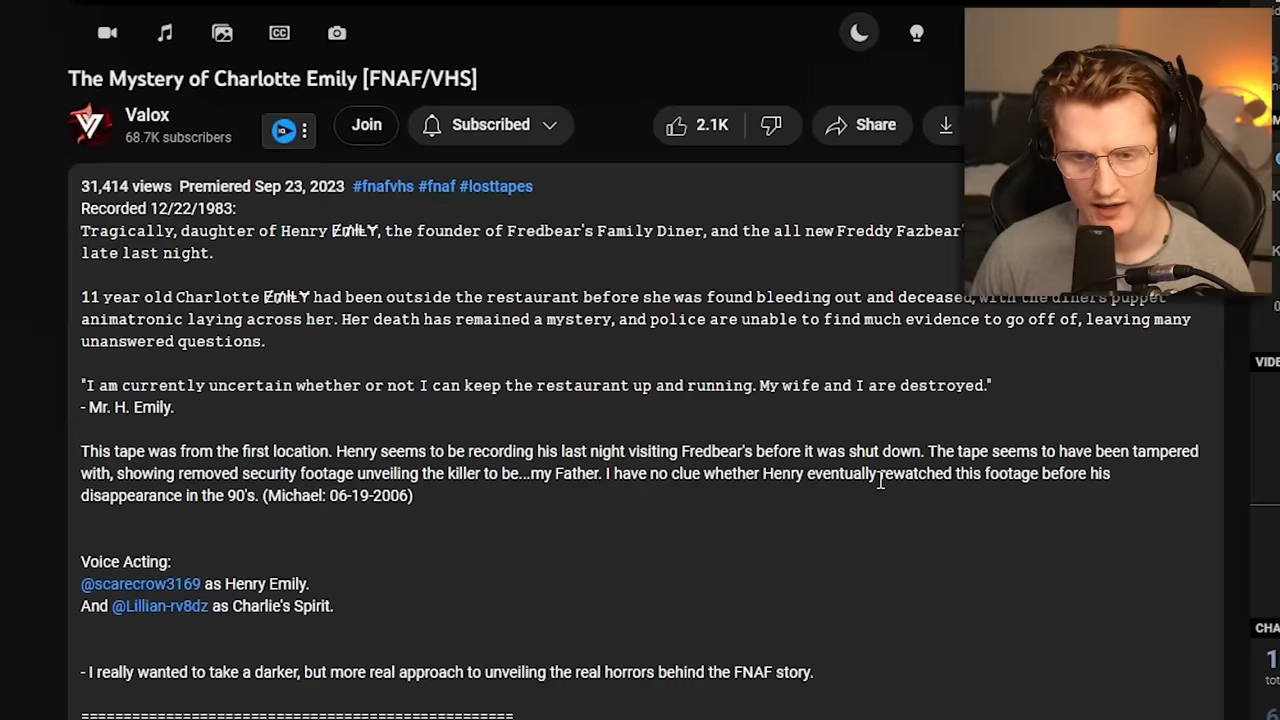 The Mystery of Charlotte Emily [FNAF/VHS]
Valox
68.7K subscribers
Join
Subscribed
2.1K
Share
31,414 views Premiered Sep 23, 2023 #fnafvhs #fnaf #losttapes
Recorded 12/22/1983:
Tragically, daughter of Henry E̸m̸i̸l̸y̸, the founder of Fredbear's Family Diner, and the all new Freddy Fazbear'
late last night.
11 year old Charlotte E̸m̸i̸l̸y̸ had been outside the restaurant before she was found bleeding out and deceased, with the diners puppet
animatronic laying across her. Her death has remained a mystery, and police are unable to find much evidence to go off of, leaving many
unanswered questions.
"I am currently uncertain whether or not I can keep the restaurant up and running. My wife and I are destroyed."
- Mr. H. Emily.
This tape was from the first location. Henry seems to be recording his last night visiting Fredbear's before it was shut down. The tape seems to have been tampered
with, showing removed security footage unveiling the killer to be...my Father. I have no clue whether Henry eventually rewatched this footage before his
disappearance in the 90's. (Michael: 06-19-2006)
Voice Acting:
@scarecrow3169 as Henry Emily.
And @Lillian-rv8dz as Charlie's Spirit.
- I really wanted to take a darker, but more real approach to unveiling the real horrors behind the FNAF story.
==================================================
VIDE
CHA
1
tot